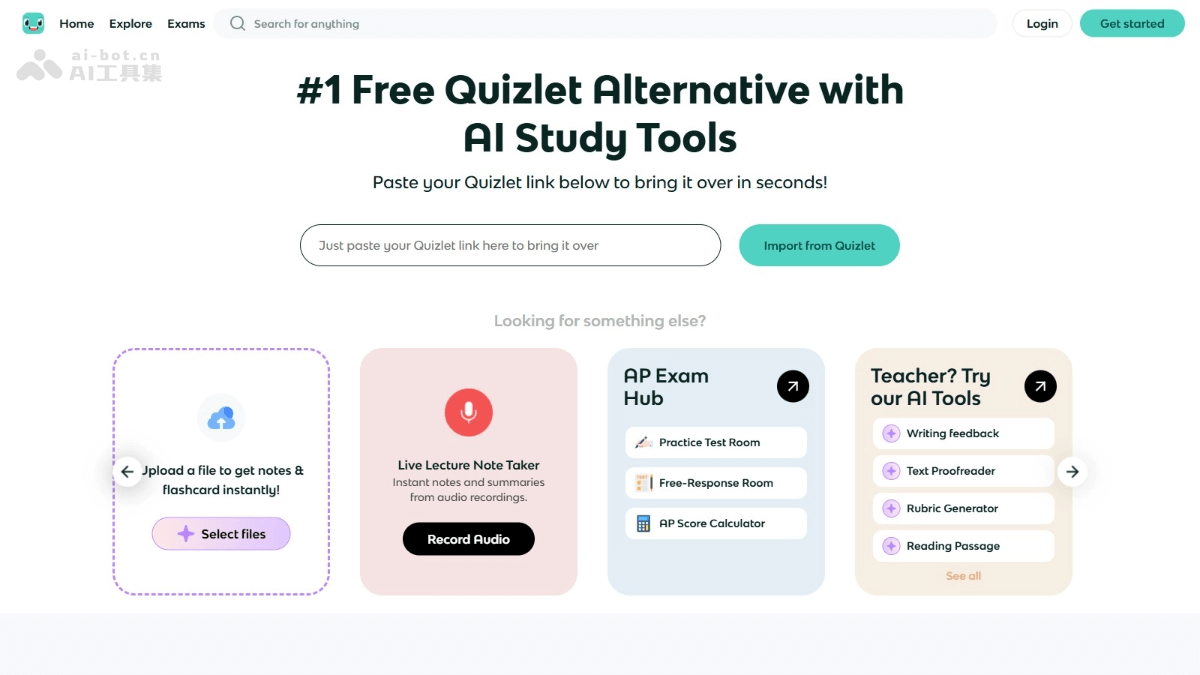 Home Explore Exams Search for anything Login Get started
ai-bot.cn
AI工具集
#1 Free Quizlet Alternative with
AI Study Tools
Paste your Quizlet link below to bring it over in seconds!
Just paste your Quizlet link here to bring it over Import from Quizlet
Looking for something else?
Upload a file to get notes &
flashcard instantly!
Select files
Live Lecture Note Taker
Instant notes and summaries
from audio recordings.
Record Audio
AP Exam
Hub
Practice Test Room
Free-Response Room
AP Score Calculator
Teacher? Try
our AI Tools
Writing feedback
Text Proofreader
Rubric Generator
Reading Passage
See all